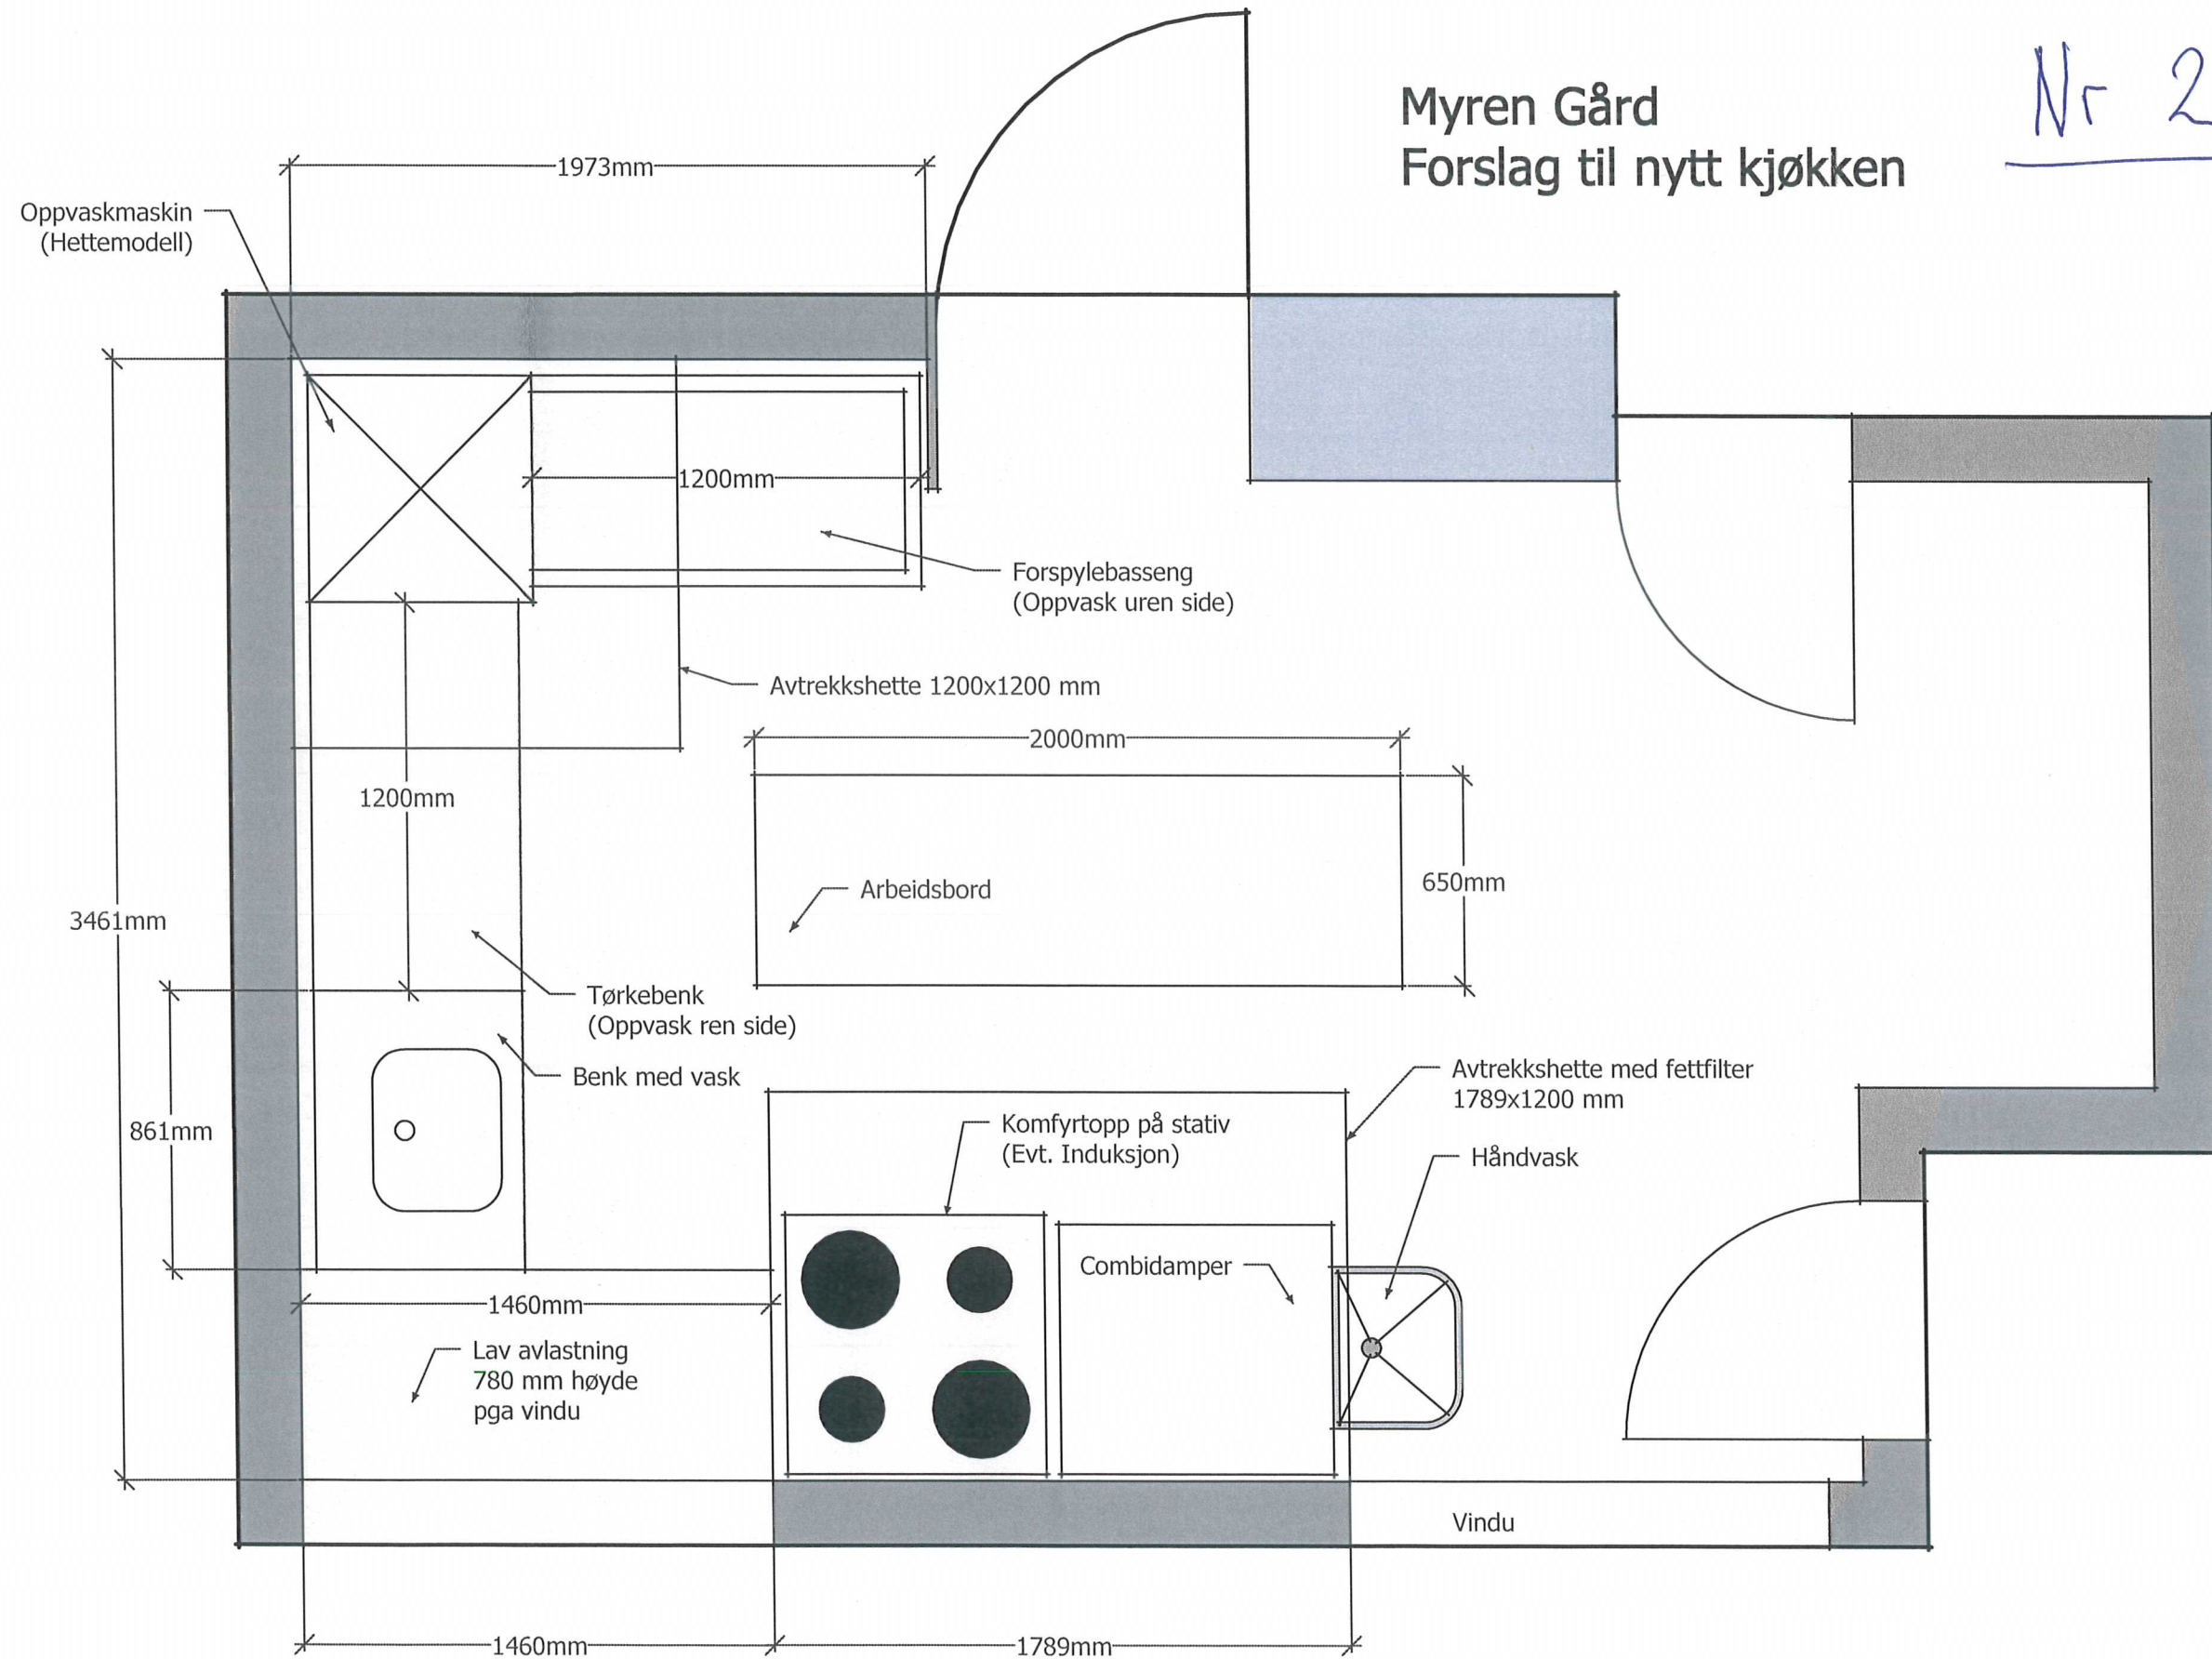 Myren Gård
Forslag til nytt kjøkken
Nr 2
1973mm
Oppvaskmaskin
(Hettemodell)
1200mm
Forspylebasseng
(Oppvask uren side)
Avtrekkshette 1200x1200 mm
2000mm
1200mm
Arbeidsbord
650mm
3461mm
Tørkebenk
(Oppvask ren side)
Benk med vask
861mm
Avtrekkshette med fettfilter
1789x1200 mm
Komfyrtopp på stativ
(Evt. Induksjon)
Håndvask
Combidamper
1460mm
Lav avlastning
780 mm høyde
pga vindu
Vindu
1460mm
1789mm